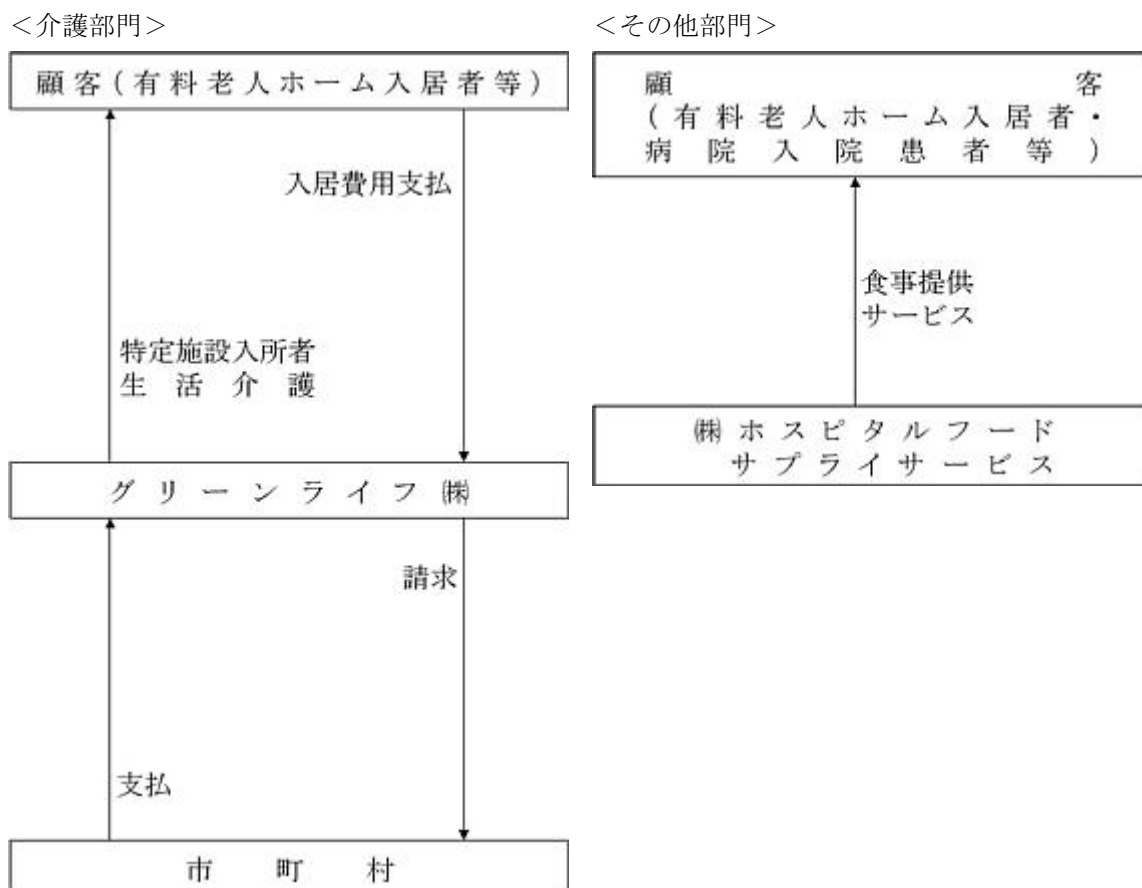 ＜介護部門＞
顧客(有料老人ホーム入居者等)
入居費用支払
特定施設入所者
生活介護
グリーンライフ㈱
請求
支払
市町村
＜その他部門＞
顧客
(有料老人ホーム入居者・
病院入院患者等)
食事提供
サービス
㈱ホスピタルフード
サプライサービス